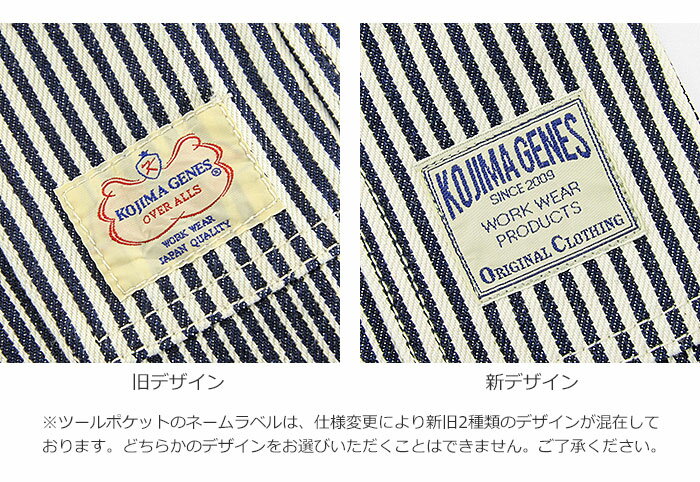 K
KOJIMA GENES®
OVER ALLS
WORK WEAR
JAPAN QUALITY
KOJIMA GENES
SINCE 2009
WORK WEAR
PRODUCTS
ORIGINAL CLOTHING
旧デザイン
新デザイン
※ツールポケットのネームラベルは、仕様変更により新旧2種類のデザインが混在して
おります。どちらかのデザインをお選びいただくことはできません。ご了承ください。